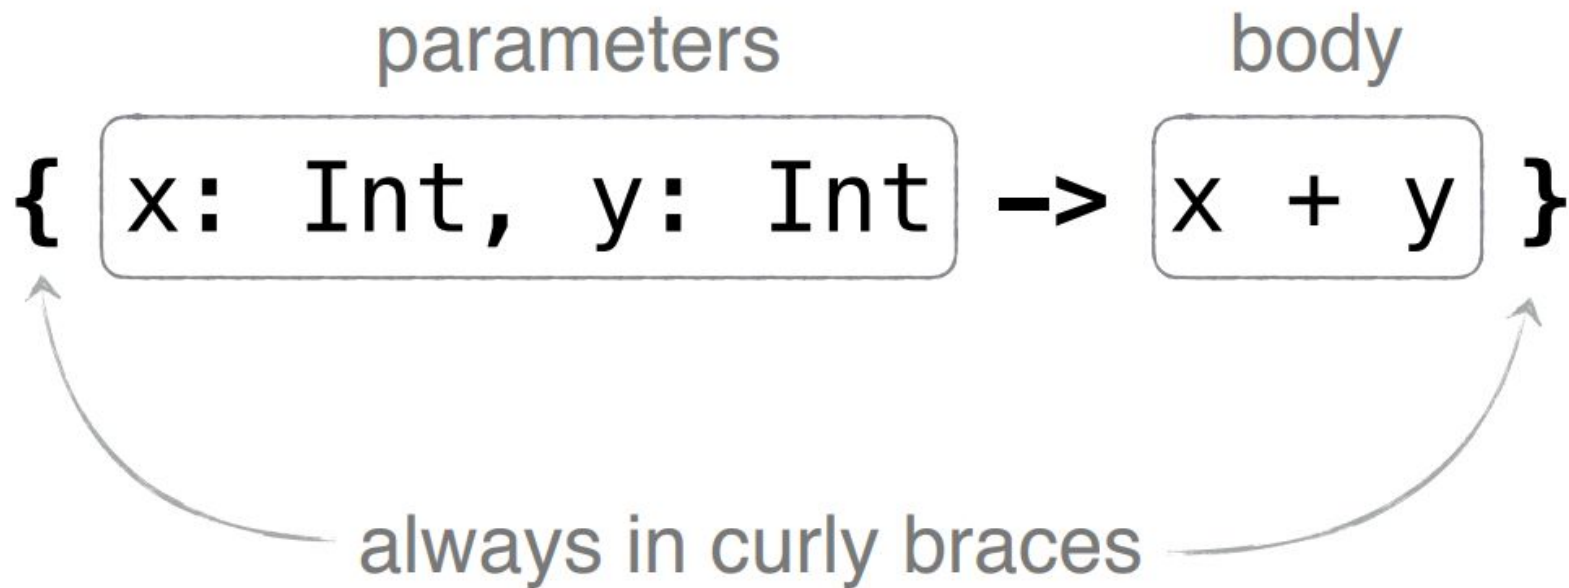 parameters body
{ x: Int, y: Int -> x + y }
always in curly braces